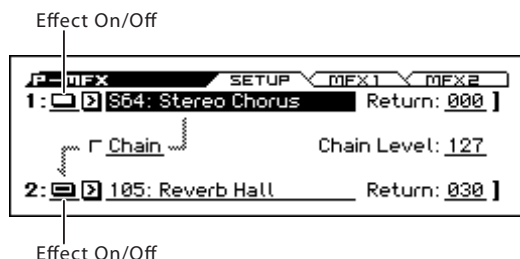 Effect On/Off
P-MFX SETUP MFX1 MFX2
1: S64: Stereo Chorus Return: 000 ]
Chain Chain Level: 127
2: 105: Reverb Hall Return: 030 ]
Effect On/Off